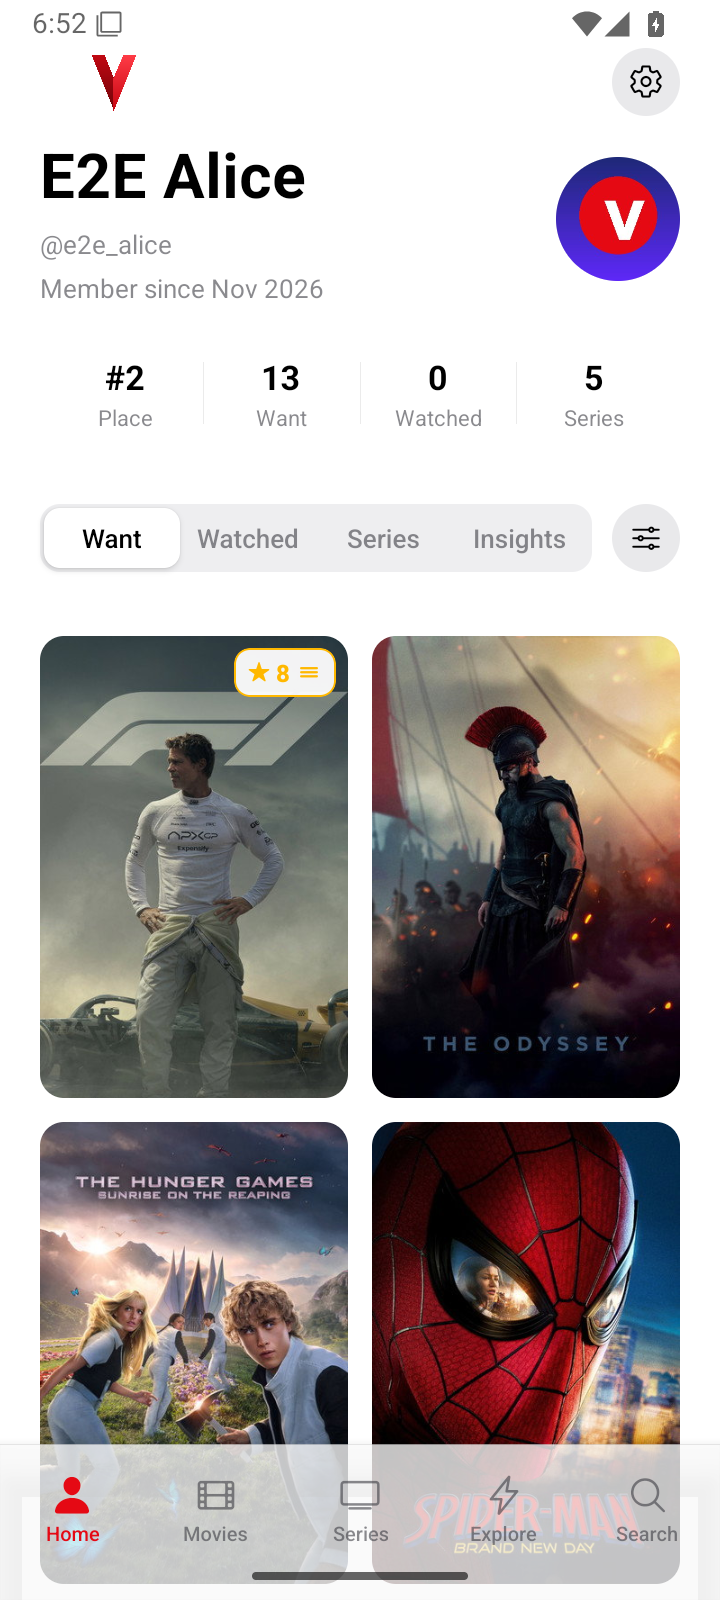 6:52
E2E Alice
@e2e_alice
Member since Nov 2026
#2 13 0 5
Place Want Watched Series
Want Watched Series Insights
8
APXGP
Expensify
THE ODYSSEY
THE HUNGER GAMES
SUNRISE ON THE REAPING
SPIDER-MAN
BRAND NEW DAY
Home Movies Series Explore Search